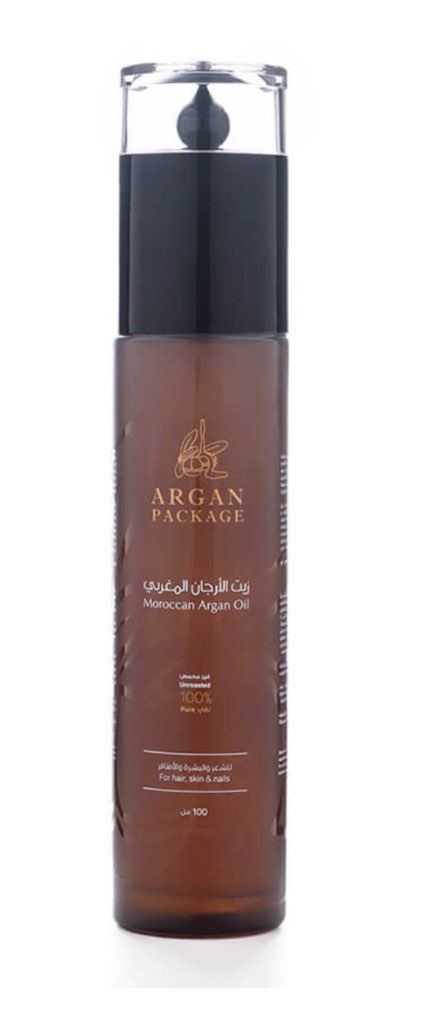 ARGAN
PACKAGE
زيت الأرجان المغربي
Moroccan Argan Oil
غير محمص
Unroasted
100%
Pure نقي
للشعر والبشرة والأظافر
For hair, skin & nails
100 مل